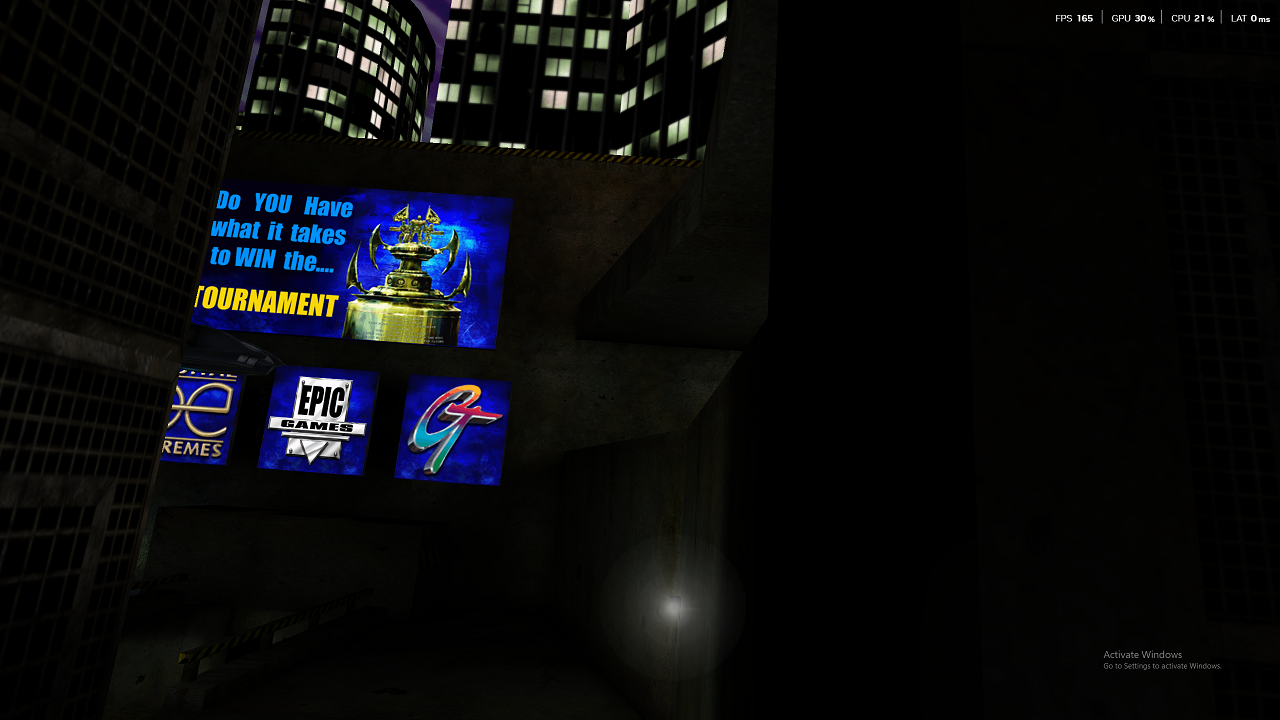 FPS 165 GPU 30% CPU 21% LAT 0ms
Do YOU Have
what it takes
to WIN the....
TOURNAMENT
EPIC
GAMES
GT
Activate Windows
Go to Settings to activate Windows.